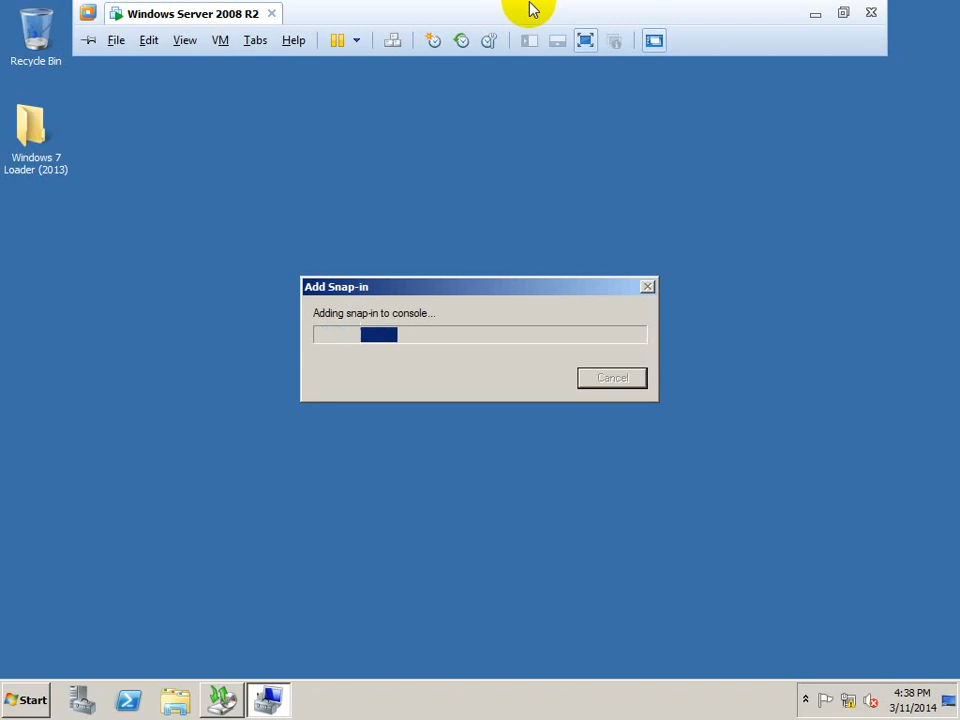 Windows Server 2008 R2
File Edit View VM Tabs Help
Recycle Bin
Windows 7
Loader (2013)
Add Snap-in
Adding snap-in to console...
Cancel
Start
4:38 PM
3/11/2014